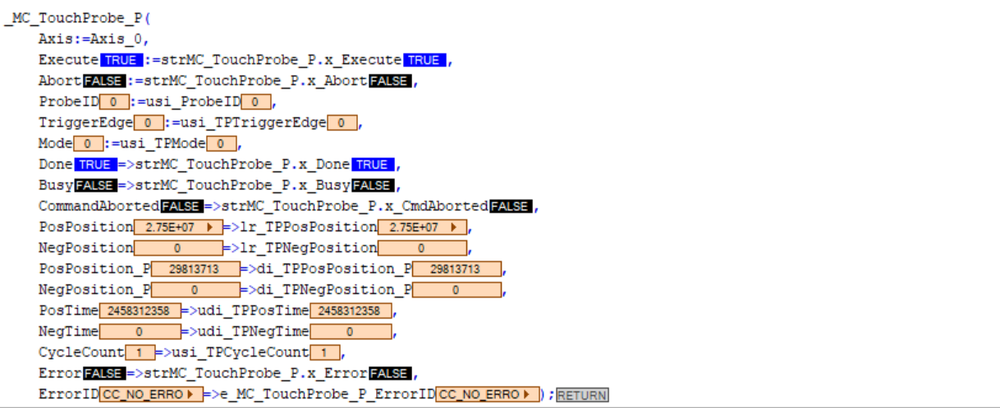 _MC_TouchProbe_P(
Axis:=Axis_0,
Execute TRUE :=strMC_TouchProbe_P.x_Execute TRUE ,
Abort FALSE :=strMC_TouchProbe_P.x_Abort FALSE ,
ProbeID 0 :=usi_ProbeID 0 ,
TriggerEdge 0 :=usi_TPTriggerEdge 0 ,
Mode 0 :=usi_TPMode 0 ,
Done TRUE =>strMC_TouchProbe_P.x_Done TRUE ,
Busy FALSE =>strMC_TouchProbe_P.x_Busy FALSE ,
CommandAborted FALSE =>strMC_TouchProbe_P.x_CmdAborted FALSE ,
PosPosition 2.75E+07 =>lr_TPPosPosition 2.75E+07 ,
NegPosition 0 =>lr_TPNegPosition 0 ,
PosPosition_P 29813713 =>di_TPPosPosition_P 29813713 ,
NegPosition_P 0 =>di_TPNegPosition_P 0 ,
PosTime 2458312358 =>udi_TPPosTime 2458312358 ,
NegTime 0 =>udi_TPNegTime 0 ,
CycleCount 1 =>usi_TPCycleCount 1 ,
Error FALSE =>strMC_TouchProbe_P.x_Error FALSE ,
ErrorID CC_NO_ERRO =>e_MC_TouchProbe_P_ErrorID CC_NO_ERRO ); RETURN